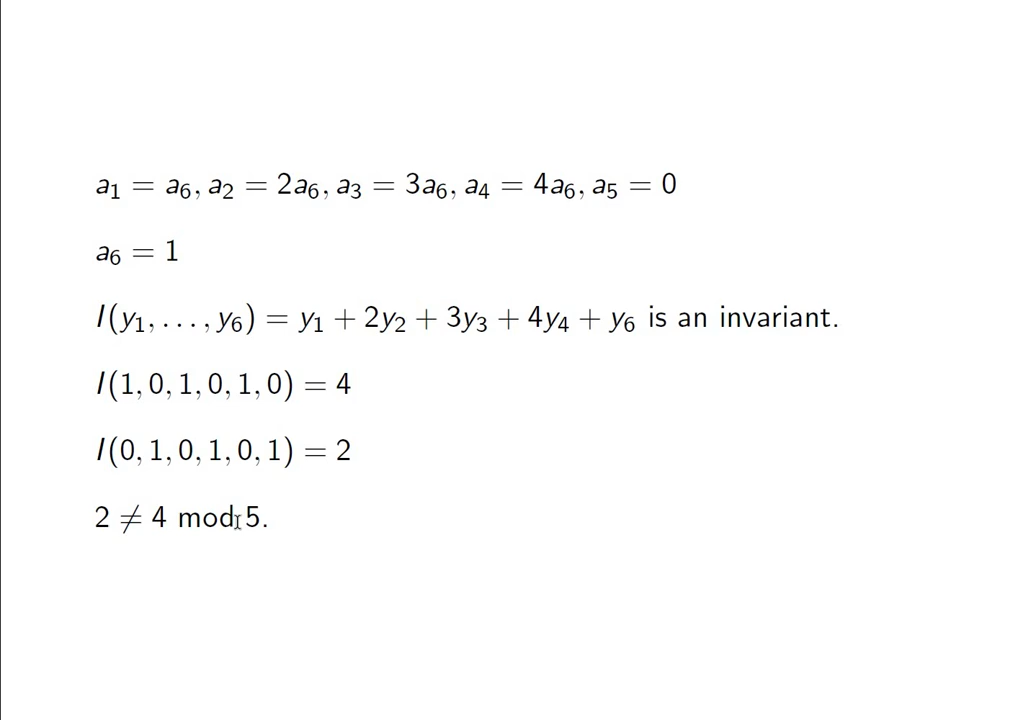 a₁ = a₆, a₂ = 2a₆, a₃ = 3a₆, a₄ = 4a₆, a₅ = 0
a₆ = 1
I(y₁, . . . , y₆) = y₁ + 2y₂ + 3y₃ + 4y₄ + y₆ is an invariant.
I(1, 0, 1, 0, 1, 0) = 4
I(0, 1, 0, 1, 0, 1) = 2
2 ≠ 4 mod 5.